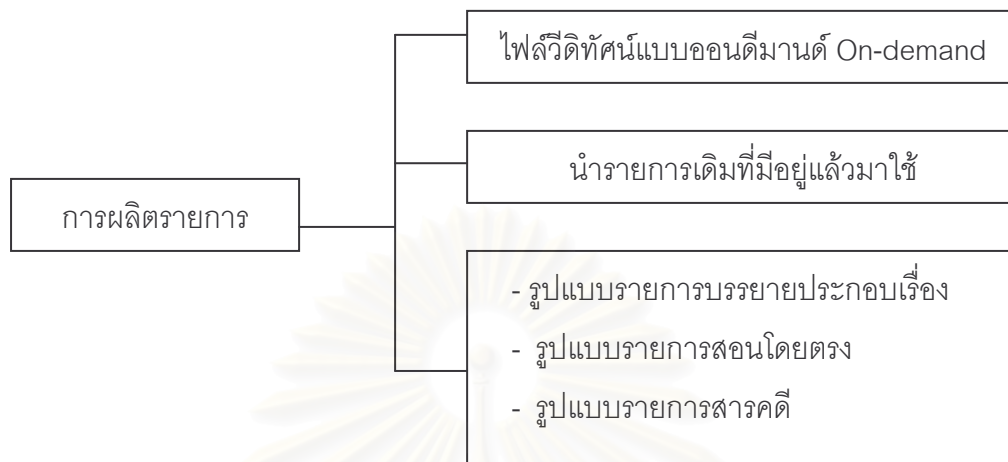 ไฟล์วีดิทัศน์แบบออนดีมานด์ On-demand
นำรายการเดิมที่มีอยู่แล้วมาใช้
การผลิตรายการ
- รูปแบบรายการบรรยายประกอบเรื่อง
- รูปแบบรายการสอนโดยตรง
- รูปแบบรายการสารคดี